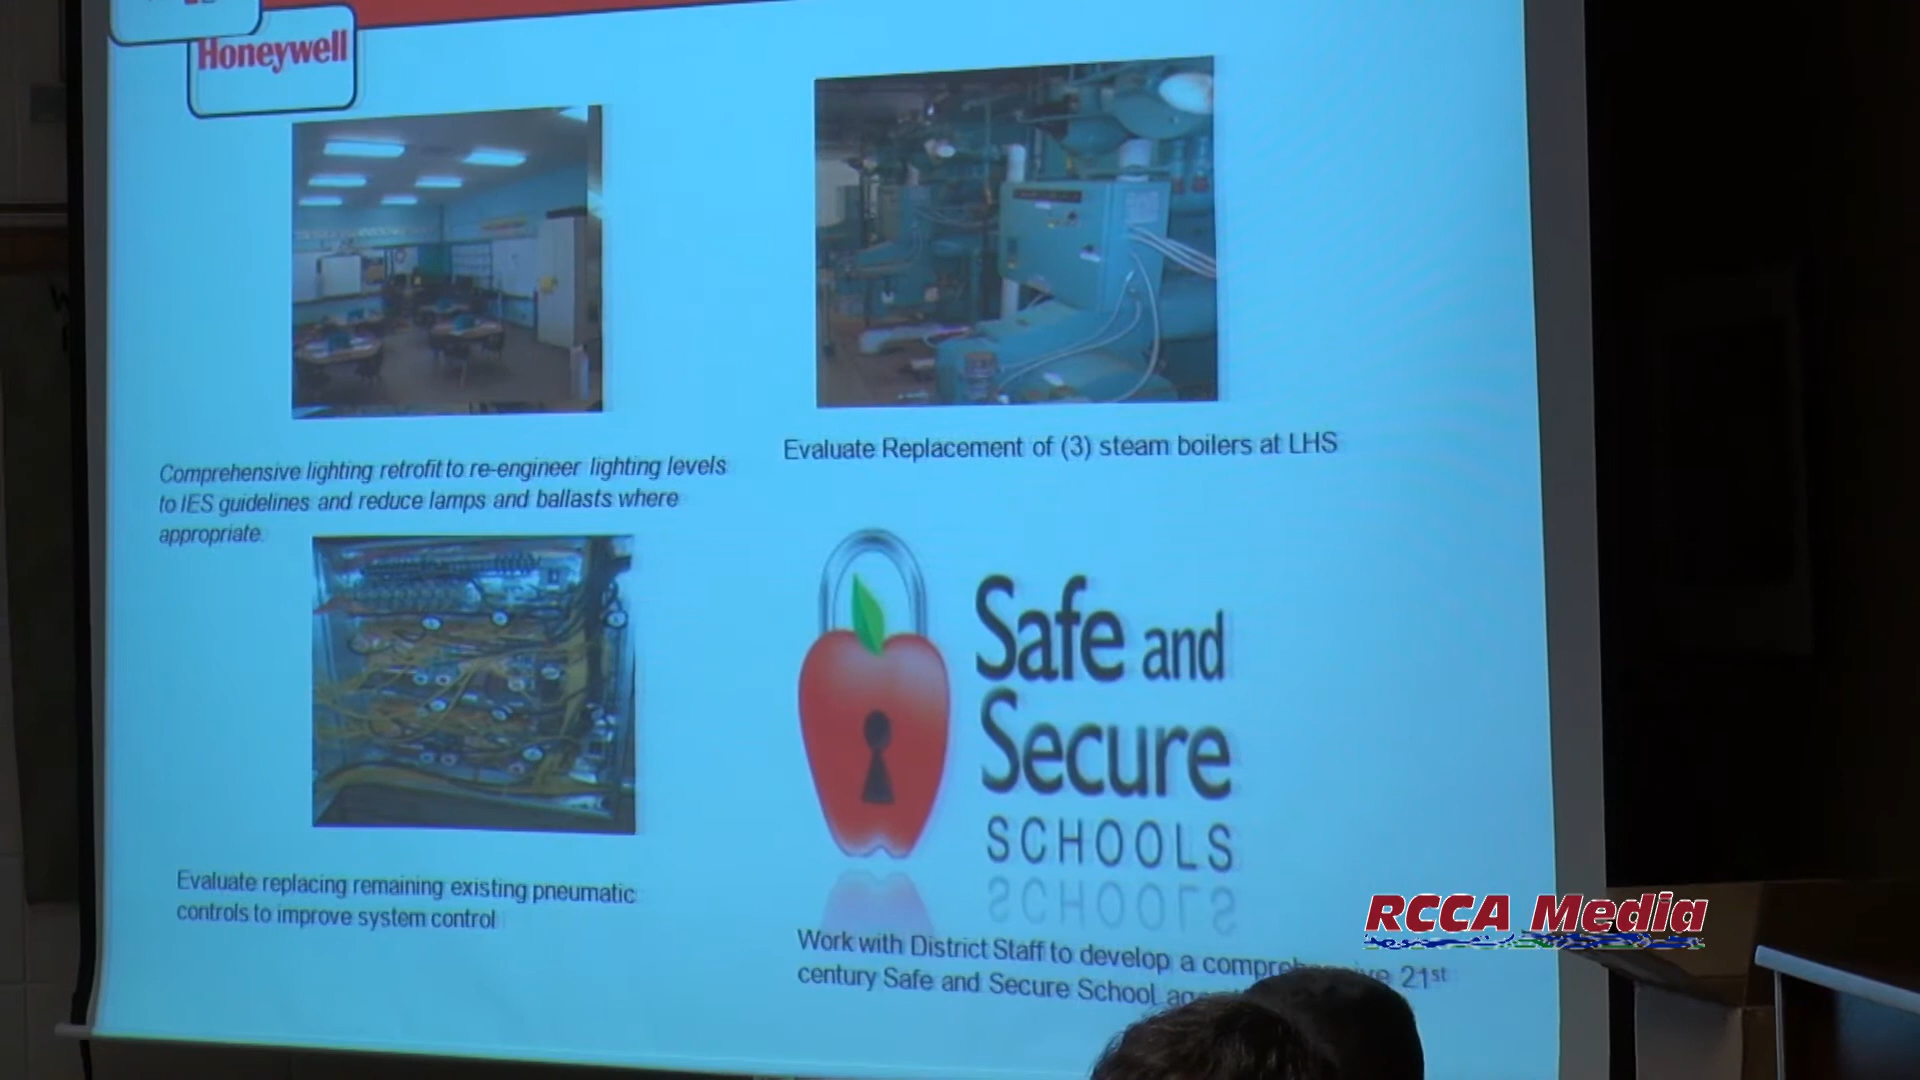 Honeywell
Comprehensive lighting retrofit to re-engineer lighting levels
to IES guidelines and reduce lamps and ballasts where
appropriate.
Evaluate Replacement of (3) steam boilers at LHS
Evaluate replacing remaining existing pneumatic
controls to improve system control
Safe and
Secure
SCHOOLS
Work with District Staff to develop a 21st
century Safe and Secure School
RCCA Media